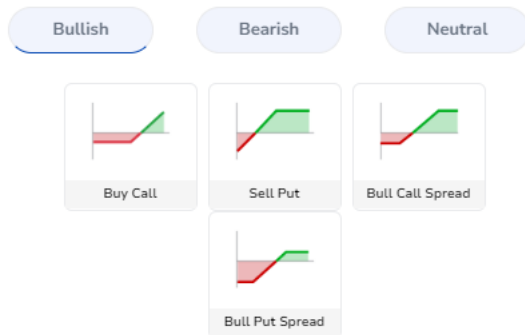 Bullish
Bearish
Neutral
Buy Call
Sell Put
Bull Call Spread
Bull Put Spread